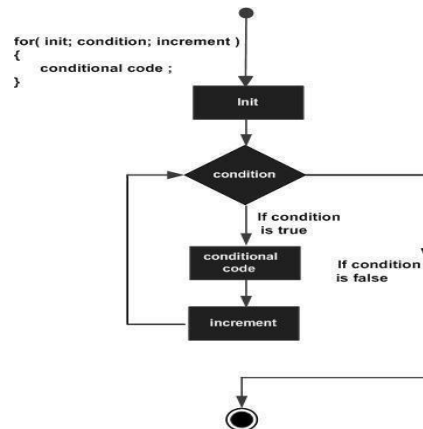 for( init; condition; increment )
{
conditional code ;
}
Init
condition
If condition
is true
conditional
code
If condition
is false
increment